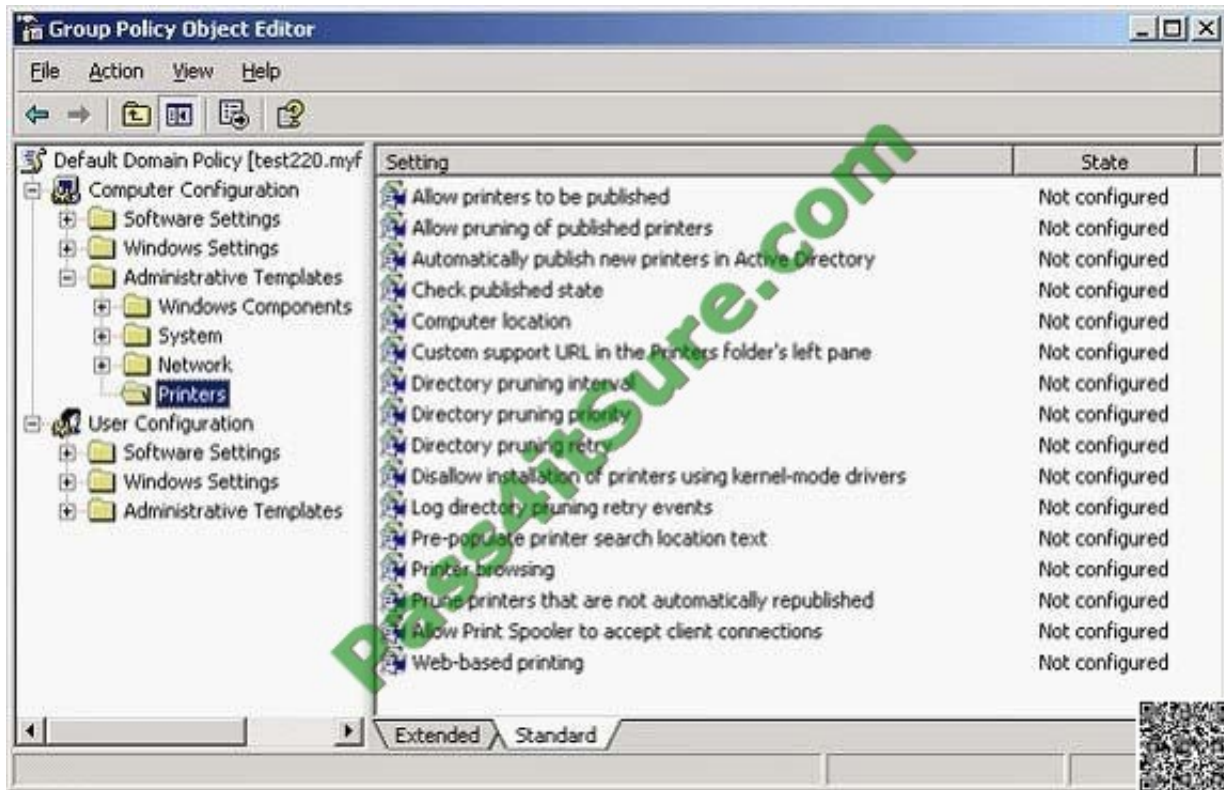 Group Policy Object Editor
File Action View Help
Default Domain Policy [test220.myf
Computer Configuration
Software Settings
Windows Settings
Administrative Templates
Windows Components
System
Network
Printers
User Configuration
Software Settings
Windows Settings
Administrative Templates
Setting State
Allow printers to be published Not configured
Allow pruning of published printers Not configured
Automatically publish new printers in Active Directory Not configured
Check published state Not configured
Computer location Not configured
Custom support URL in the Printers folder's left pane Not configured
Directory pruning interval Not configured
Directory pruning priority Not configured
Directory pruning retry Not configured
Disallow installation of printers using kernel-mode drivers Not configured
Log directory pruning retry events Not configured
Pre-populate printer search location text Not configured
Printer browsing Not configured
Prune printers that are not automatically republished Not configured
Allow Print Spooler to accept client connections Not configured
Web-based printing Not configured
Extended Standard
Pass4itSure.com